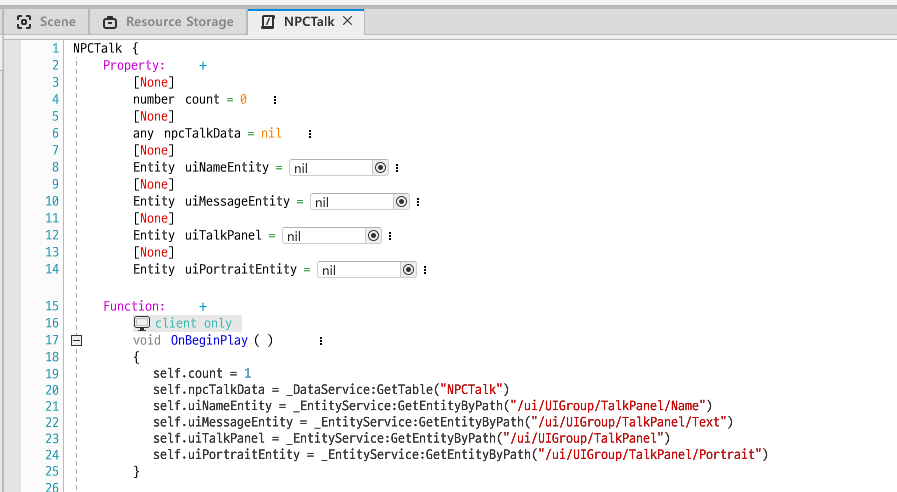 Scene Resource Storage NPCTalk ×
1 NPCTalk {
2 Property: +
3 [None]
4 number count = 0
5 [None]
6 any npcTalkData = nil
7 [None]
8 Entity uiNameEntity = nil
9 [None]
10 Entity uiMessageEntity = nil
11 [None]
12 Entity uiTalkPanel = nil
13 [None]
14 Entity uiPortraitEntity = nil
15 Function: +
16 client only
17 void OnBeginPlay ( )
18 {
19 self.count = 1
20 self.npcTalkData = _DataService:GetTable("NPCTalk")
21 self.uiNameEntity = _EntityService:GetEntityByPath("/ui/UIGroup/TalkPanel/Name")
22 self.uiMessageEntity = _EntityService:GetEntityByPath("/ui/UIGroup/TalkPanel/Text")
23 self.uiTalkPanel = _EntityService:GetEntityByPath("/ui/UIGroup/TalkPanel")
24 self.uiPortraitEntity = _EntityService:GetEntityByPath("/ui/UIGroup/TalkPanel/Portrait")
25 }
26